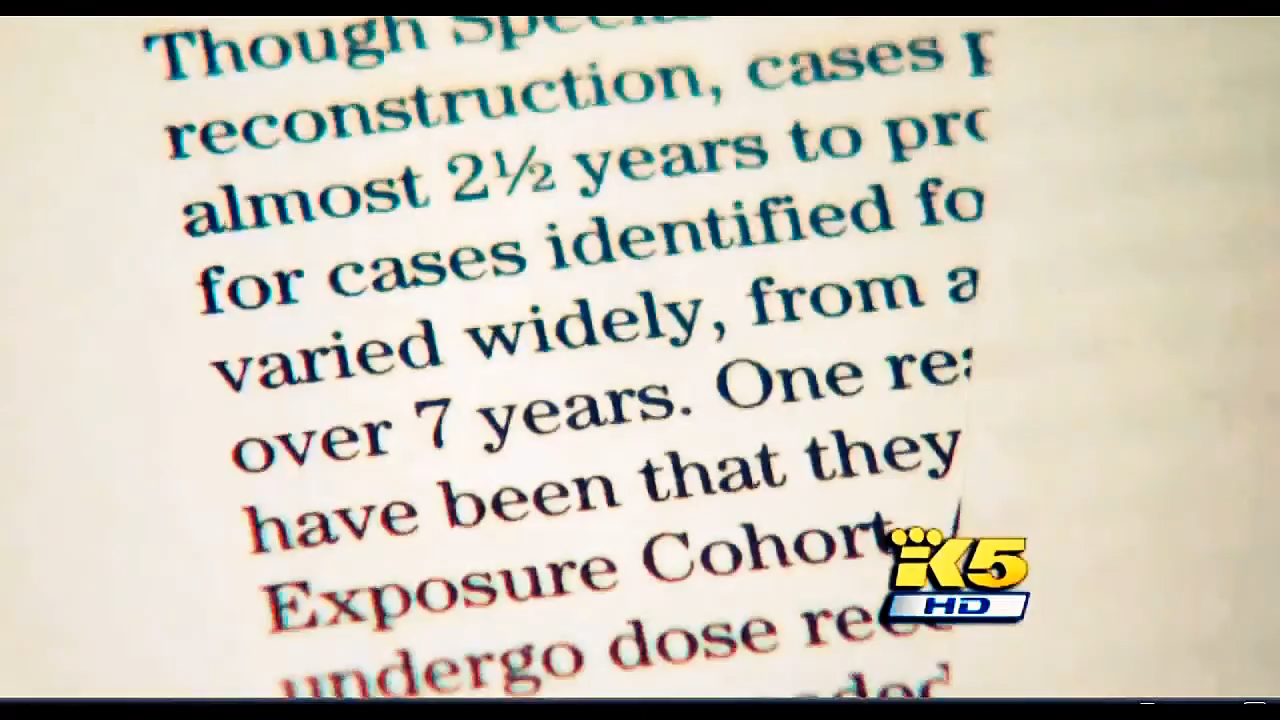 Though
reconstruction, cases
almost 2½ years to
for cases identified
varied widely, from a
over 7 years. One
have been that they
Exposure Cohort
undergo dose
K5
HD